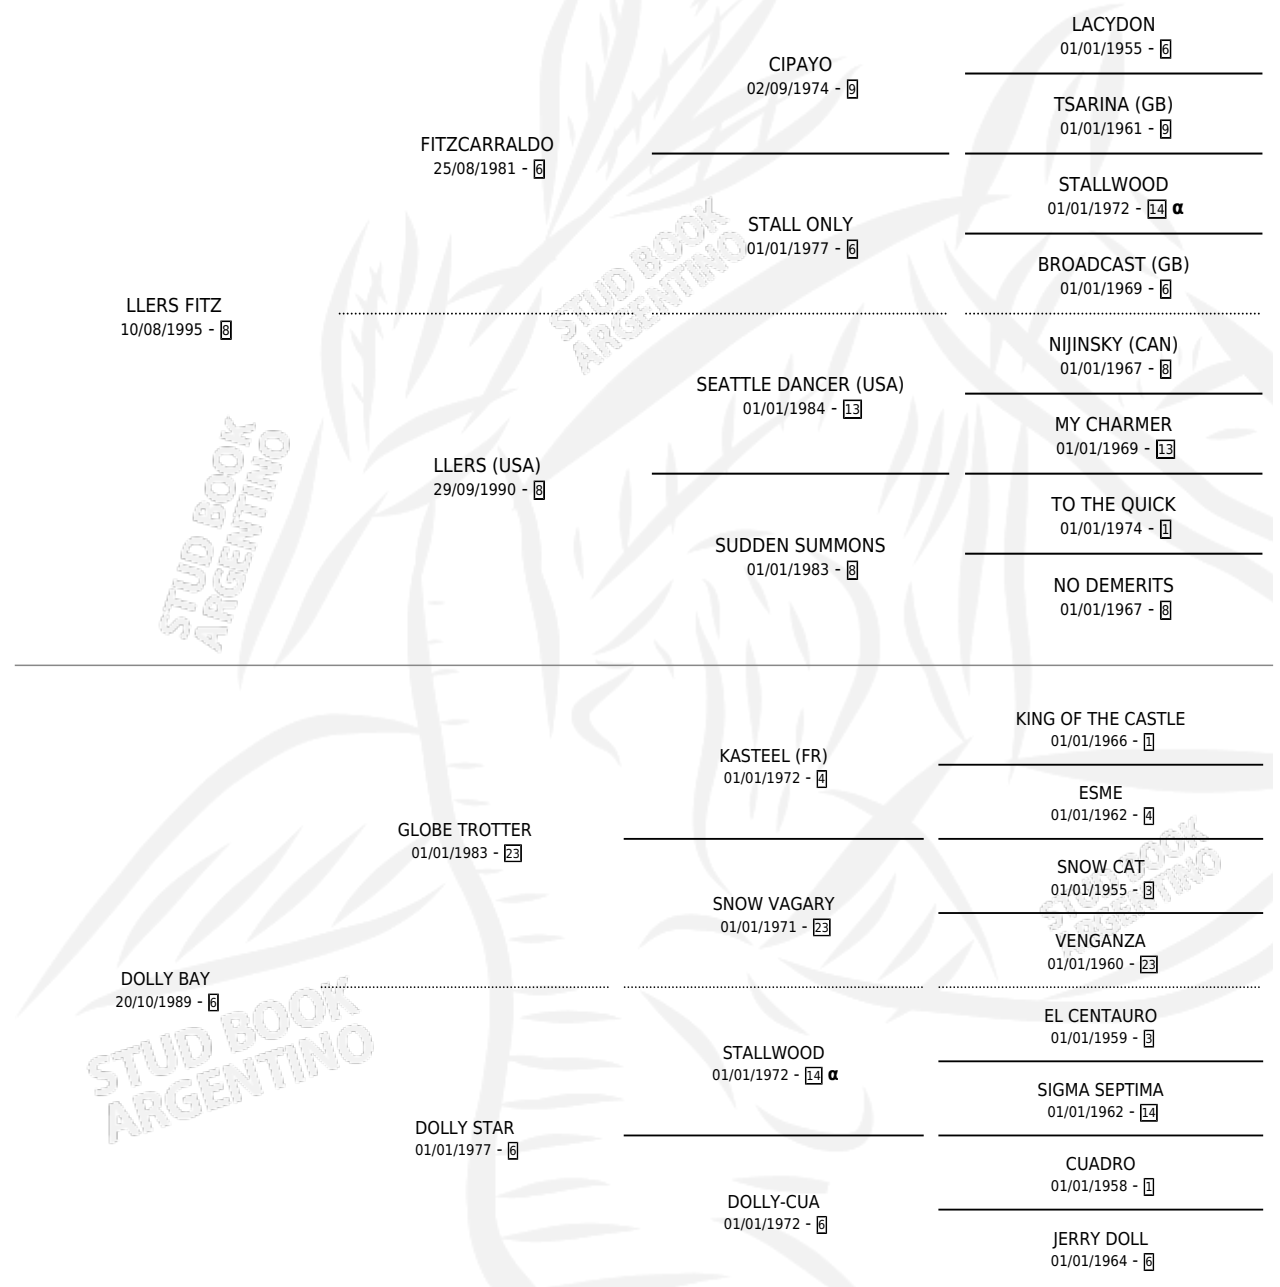 LACYDON
01/01/1955 - 6
CIPAYO
02/09/1974 - 9
TSARINA (GB)
01/01/1961 - 9
FITZCARRALDO
25/08/1981 - 6
STALLWOOD
01/01/1972 - 14 α
STALL ONLY
01/01/1977 - 6
BROADCAST (GB)
01/01/1969 - 6
LLERS FITZ
10/08/1995 - 8
NIJINSKY (CAN)
01/01/1967 - 8
SEATTLE DANCER (USA)
01/01/1984 - 13
MY CHARMER
01/01/1969 - 13
LLERS (USA)
29/09/1990 - 8
TO THE QUICK
01/01/1974 - 1
SUDDEN SUMMONS
01/01/1983 - 8
NO DEMERITS
01/01/1967 - 8
KING OF THE CASTLE
01/01/1966 - 1
KASTEEL (FR)
01/01/1972 - 4
ESME
01/01/1962 - 4
GLOBE TROTTER
01/01/1983 - 23
SNOW CAT
01/01/1955 - 3
SNOW VAGARY
01/01/1971 - 23
VENGANZA
01/01/1960 - 23
DOLLY BAY
20/10/1989 - 6
EL CENTAURO
01/01/1959 - 3
STALLWOOD
01/01/1972 - 14 α
SIGMA SEPTIMA
01/01/1962 - 14
DOLLY STAR
01/01/1977 - 6
CUADRO
01/01/1958 - 1
DOLLY-CUA
01/01/1972 - 6
JERRY DOLL
01/01/1964 - 6
STUD BOOK
ARGENTINO
STUD BOOK
ARGENTINO
STUD BOOK
ARGENTINO
STUD BOOK
ARGENTINO